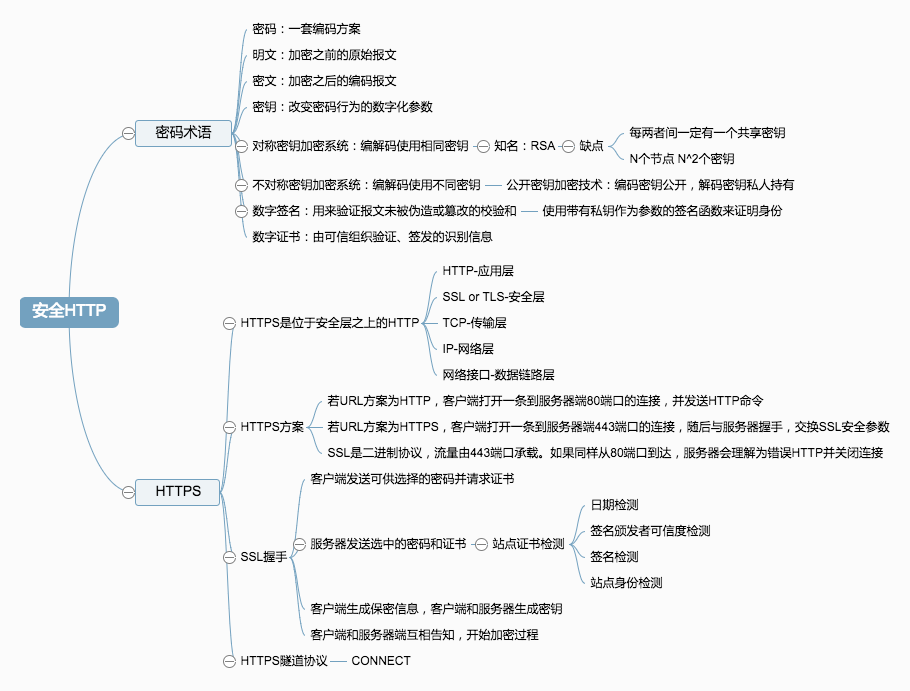 安全HTTP
密码术语
密码：一套编码方案
明文：加密之前的原始报文
密文：加密之后的编码报文
密钥：改变密码行为的数字化参数
对称密钥加密系统：编解码使用相同密钥
知名：RSA
缺点
每两者间一定有一个共享密钥
N个节点 N^2个密钥
不对称密钥加密系统：编解码使用不同密钥
公开密钥加密技术：编码密钥公开，解码密钥私人持有
数字签名：用来验证报文未被伪造或篡改的校验和
使用带有私钥作为参数的签名函数来证明身份
数字证书：由可信组织验证、签发的识别信息
HTTPS
HTTPS是位于安全层之上的HTTP
HTTP-应用层
SSL or TLS-安全层
TCP-传输层
IP-网络层
网络接口-数据链路层
HTTPS方案
若URL方案为HTTP，客户端打开一条到服务器端80端口的连接，并发送HTTP命令
若URL方案为HTTPS，客户端打开一条到服务器端443端口的连接，随后与服务器握手，交换SSL安全参数
SSL是二进制协议，流量由443端口承载。如果同样从80端口到达，服务器会理解为错误HTTP并关闭连接
SSL握手
客户端发送可供选择的密码并请求证书
服务器发送选中的密码和证书
站点证书检测
日期检测
签名颁发者可信度检测
签名检测
站点身份检测
客户端生成保密信息，客户端和服务器生成密钥
客户端和服务器端互相告知，开始加密过程
HTTPS隧道协议
CONNECT